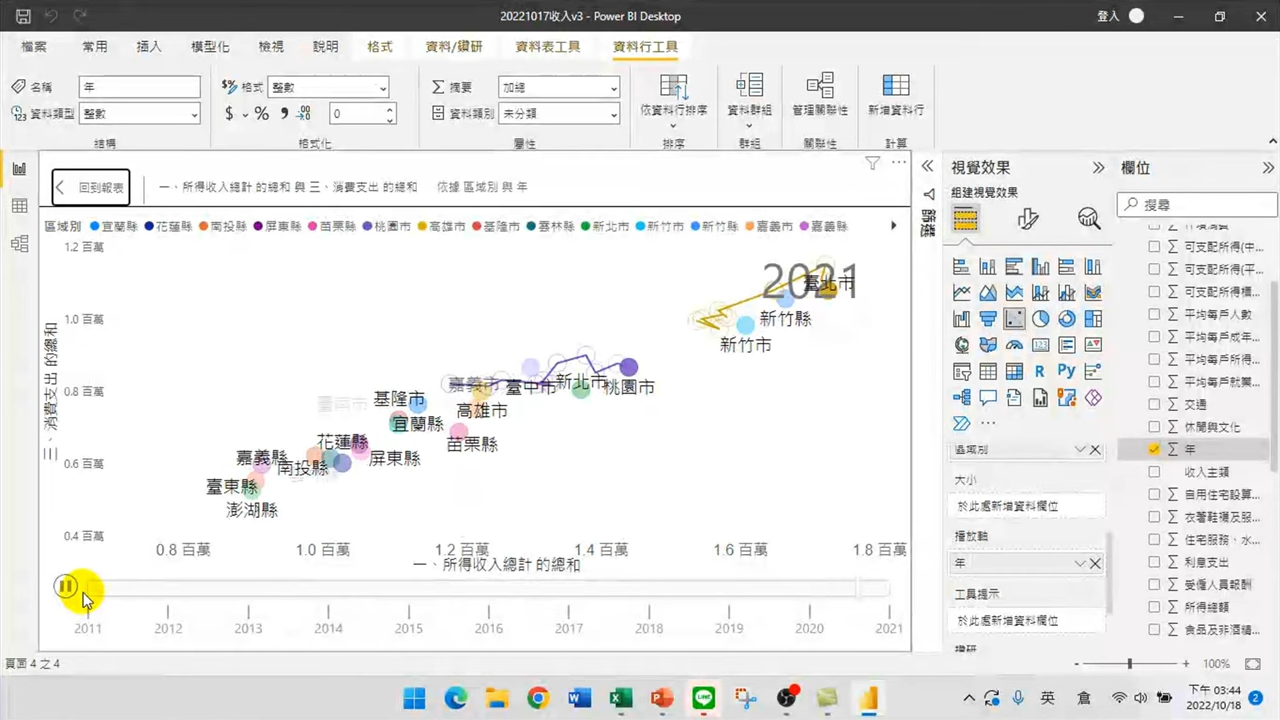 20221017收入v3 - Power BI Desktop
登入
檔案 常用 插入 模型化 檢視 說明 格式 資料/鑽研 資料表工具 資料行工具
名稱 年
格式 整數
摘要 加總
資料類型 整數
$ % 0
資料類別 未分類
依資料行排序 資料群組 管理關聯性 新增資料行
結構 格式化 屬性 排序 群組 關聯性 計算
回到報表
一、所得收入總計 的總和 與 三、消費支出 的總和 依據 區域別 與 年
區域別 宜蘭縣 花蓮縣 南投縣 屏東縣 苗栗縣 桃園市 高雄市 基隆市 雲林縣 新北市 新竹市 新竹縣 嘉義市 嘉義縣
三、消費支出 的總和
1.2 百萬
1.0 百萬
0.8 百萬
0.6 百萬
0.4 百萬
2021
臺北市
新竹縣
新竹市
嘉義市
臺中市
新北市
桃園市
臺南市
基隆市
高雄市
宜蘭縣
花蓮縣
苗栗縣
嘉義縣
南投縣
屏東縣
臺東縣
澎湖縣
0.8 百萬 1.0 百萬 1.2 百萬 1.4 百萬 1.6 百萬 1.8 百萬
一、所得收入總計 的總和
2011 2012 2013 2014 2015 2016 2017 2018 2019 2020 2021
篩選
視覺效果
組建視覺效果
R Py
123
區域別
大小
於此處新增資料欄位
播放軸
年
工具提示
於此處新增資料欄位
鑽研
欄位
搜尋
可支配所得(中...
可支配所得(平...
可支配所得標...
平均每戶人數
平均每戶成年...
平均每戶所得...
平均每戶就業...
交通
休閒與文化
年
收入主類
自用住宅設算...
衣著鞋襪及服...
住宅服務、水...
利息支出
受僱人員報酬
所得總額
食品及非酒精...
頁面 4 之 4
- + 100%
英 倉
下午 03:44
2022/10/18
2